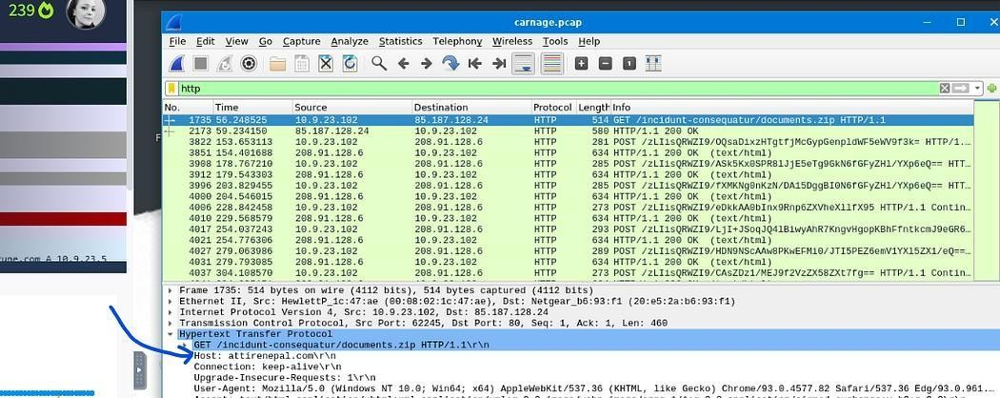 239
carnage.pcap
File Edit View Go Capture Analyze Statistics Telephony Wireless Tools Help
http
No. Time Source Destination Protocol Length Info
1735 56.248525 10.9.23.102 85.187.128.24 HTTP 514 GET /incidunt-consequatur/documents.zip HTTP/1.1
2173 59.234150 85.187.128.24 10.9.23.102 HTTP 580 HTTP/1.1 200 OK
3822 153.653113 10.9.23.102 208.91.128.6 HTTP 281 POST /zLIisQRWZI9/OQsaDixzHTgtfjMcGypGenpldWF5eWV9f3k= HTTP/1...
3851 154.401688 208.91.128.6 10.9.23.102 HTTP 634 HTTP/1.1 200 OK (text/html)
3908 178.767210 10.9.23.102 208.91.128.6 HTTP 285 POST /zLIisQRWZI9/ASk5Kx0SPR8lJjE5eTg9GkN6fGFyZHl/YXp6eQ== HTT...
3912 179.543303 208.91.128.6 10.9.23.102 HTTP 634 HTTP/1.1 200 OK (text/html)
3996 203.829455 10.9.23.102 208.91.128.6 HTTP 285 POST /zLIisQRWZI9/fXMKNg0nKzN/DA15DggBI0N6fGFyZHl/YXp6eQ== HTT...
4000 204.546015 208.91.128.6 10.9.23.102 HTTP 634 HTTP/1.1 200 OK (text/html)
4006 228.842458 10.9.23.102 208.91.128.6 HTTP 273 POST /zLIisQRWZI9/eDkkAA0bInx9Rnp6ZXVheXllfX95 HTTP/1.1 Contin...
4010 229.568579 208.91.128.6 10.9.23.102 HTTP 634 HTTP/1.1 200 OK (text/html)
4017 254.037243 10.9.23.102 208.91.128.6 HTTP 293 POST /zLIisQRWZI9/LjI+JSoqJQ4lBiwyAhR7KngvHgopKBhFfntkcmJ9eGR6...
4021 254.776306 208.91.128.6 10.9.23.102 HTTP 634 HTTP/1.1 200 OK (text/html)
4027 279.063986 10.9.23.102 208.91.128.6 HTTP 289 POST /zLIisQRWZI9/HDN9NScAAw8PKwEFMi0/JTI5PEZ6emV1YXl5ZX1/eQ==...
4031 279.793085 208.91.128.6 10.9.23.102 HTTP 634 HTTP/1.1 200 OK (text/html)
4037 304.108570 10.9.23.102 208.91.128.6 HTTP 273 POST /zLIisQRWZI9/CAsZDz1/MEJ9f2VzZX58ZXt7fg== HTTP/1.1 Contin...
Frame 1735: 514 bytes on wire (4112 bits), 514 bytes captured (4112 bits)
Ethernet II, Src: HewlettP_1c:47:ae (00:08:02:1c:47:ae), Dst: Netgear_b6:93:f1 (20:e5:2a:b6:93:f1)
Internet Protocol Version 4, Src: 10.9.23.102, Dst: 85.187.128.24
Transmission Control Protocol, Src Port: 62245, Dst Port: 80, Seq: 1, Ack: 1, Len: 460
Hypertext Transfer Protocol
GET /incidunt-consequatur/documents.zip HTTP/1.1\r\n
Host: attirenepal.com\r\n
Connection: keep-alive\r\n
Upgrade-Insecure-Requests: 1\r\n
User-Agent: Mozilla/5.0 (Windows NT 10.0; Win64; x64) AppleWebKit/537.36 (KHTML, like Gecko) Chrome/93.0.4577.82 Safari/537.36 Edg/93.0.961...